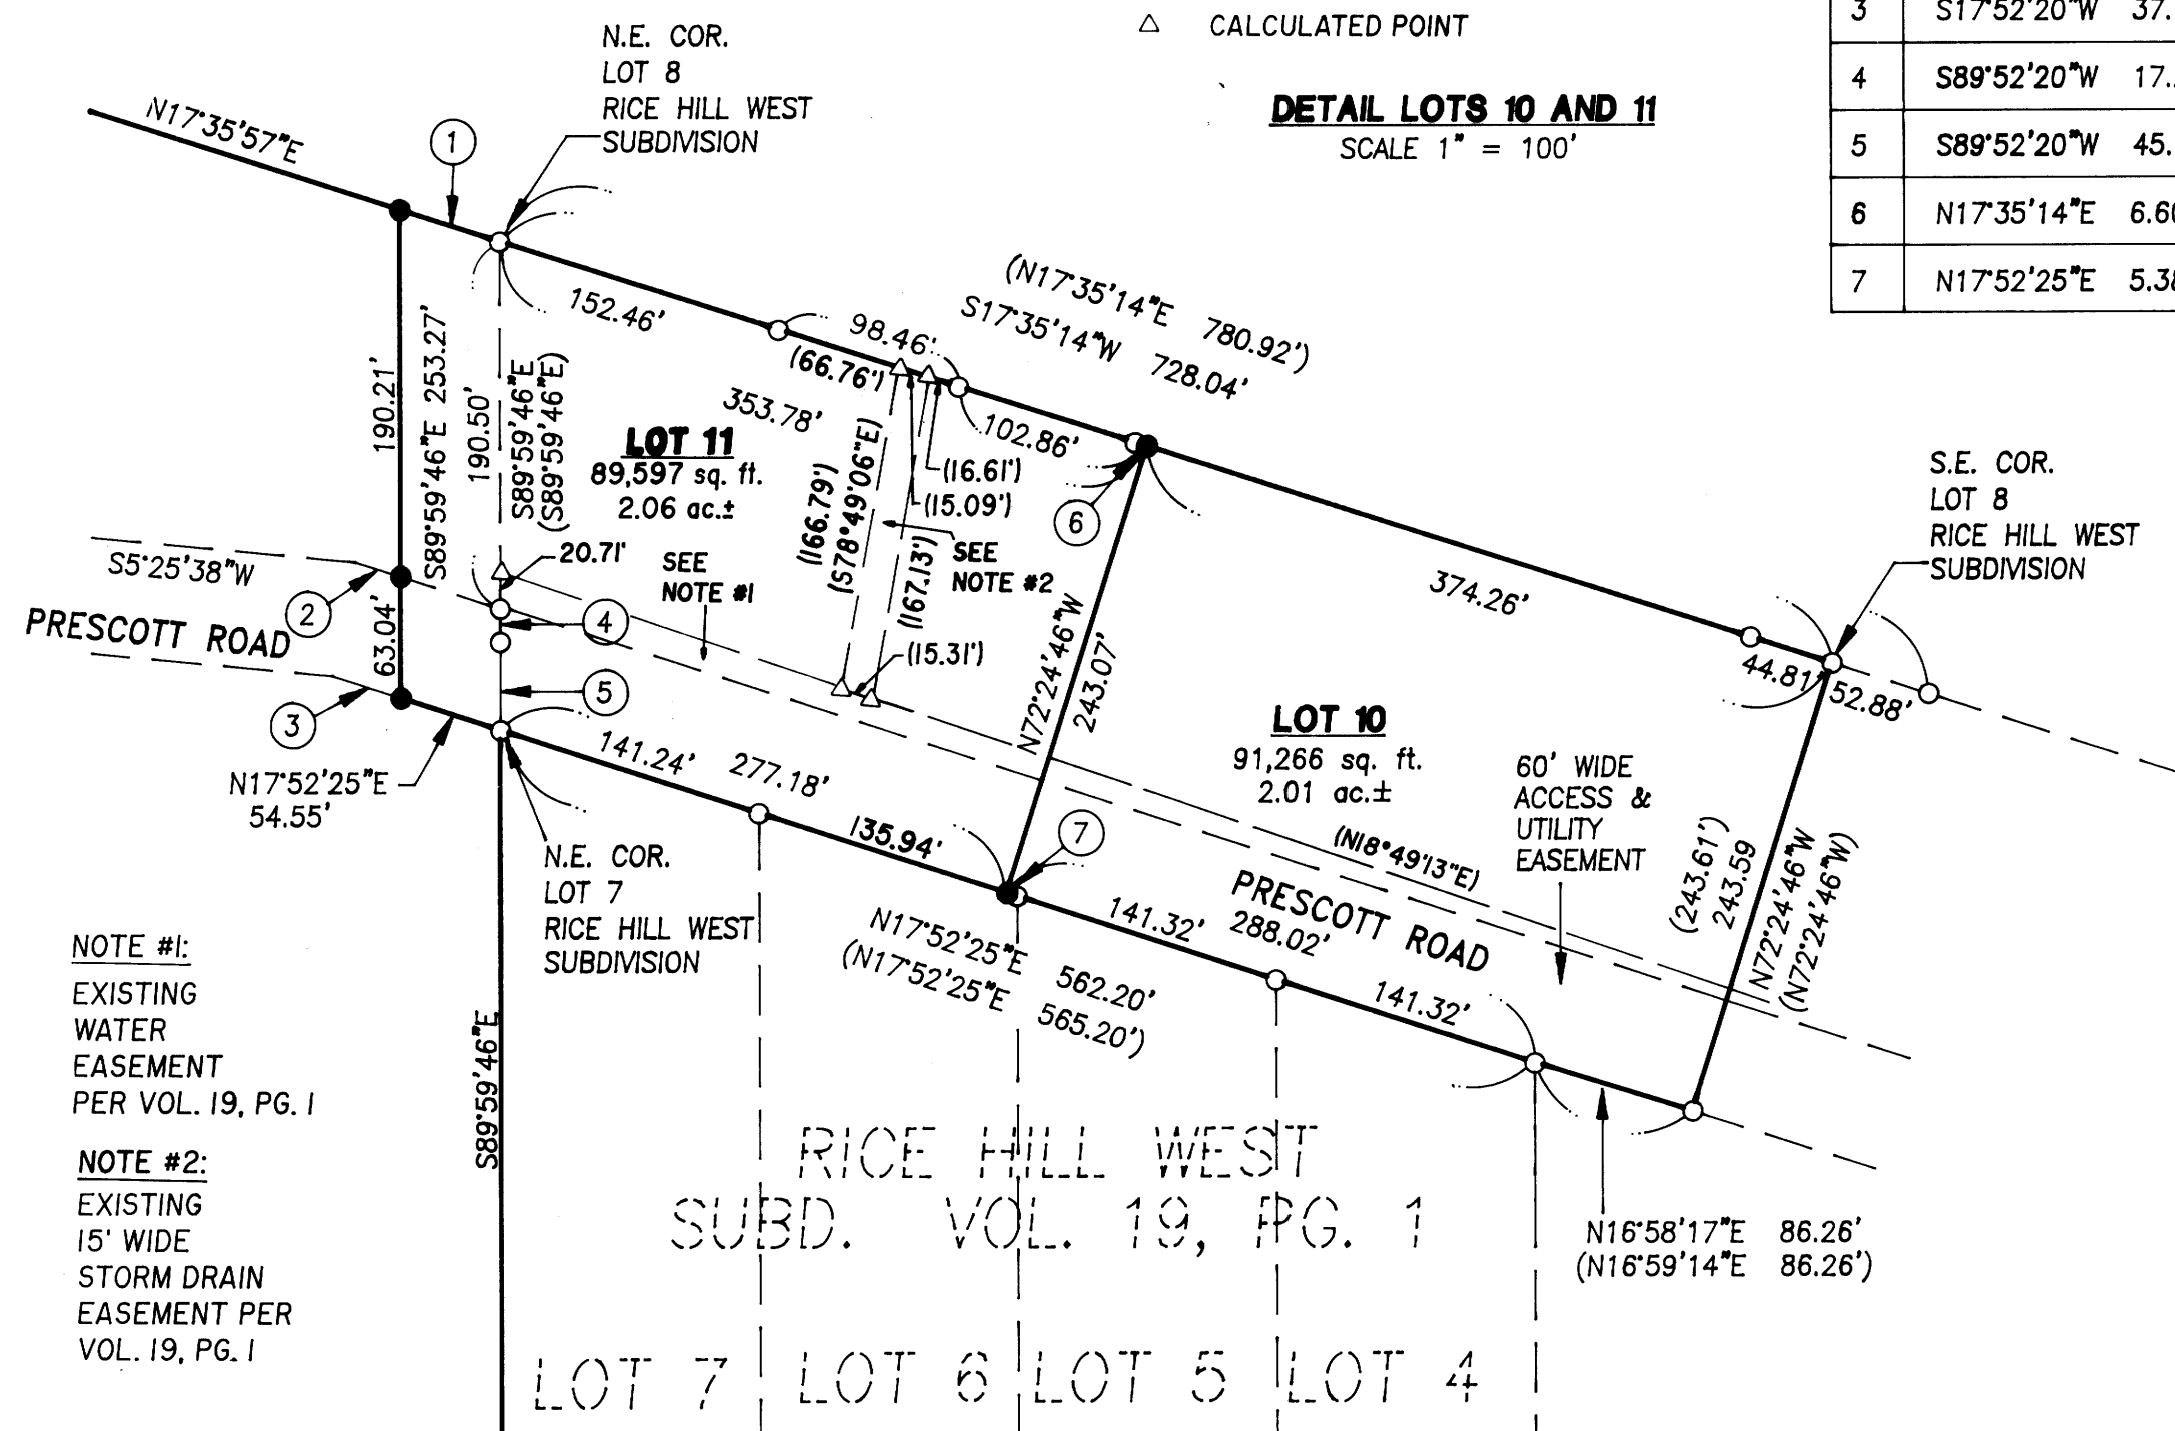 △ CALCULATED POINT
DETAIL LOTS 10 AND 11
SCALE 1" = 100'
3 S17°52'20"W 37.
4 S89°52'20"W 17.
5 S89°52'20"W 45.
6 N17°35'14"E 6.60
7 N17°52'25"E 5.38
N.E. COR.
LOT 8
RICE HILL WEST
SUBDIVISION
N17°35'57"E
1
152.46'
98.46'
(66.76')
353.78'
(N17°35'14"E 780.92')
S17°35'14"W 728.04'
102.86'
190.21'
S89°59'46"E 253.27'
190.50'
S89°59'46"E
(S89°59'46"E)
LOT 11
89,597 sq. ft.
2.06 ac.±
(166.79')
(S78°49'06"E)
(167.13')
(16.61')
(15.09')
6
SEE
NOTE #2
20.71'
SEE
NOTE #1
(15.31')
S5°25'38"W
PRESCOTT ROAD
2
63.04'
4
5
3
N17°52'25"E
54.55'
N72°24'46"W
243.07'
374.26'
S.E. COR.
LOT 8
RICE HILL WEST
SUBDIVISION
44.81'
52.88'
LOT 10
91,266 sq. ft.
2.01 ac.±
60' WIDE
ACCESS &
UTILITY
EASEMENT
(243.61')
243.59
N72°24'46"W
(N72°24'46"W)
(N18°49'13"E)
PRESCOTT ROAD
141.24'
277.18'
135.94'
7
141.32'
288.02'
141.32'
N17°52'25"E 562.20'
(N17°52'25"E 565.20')
N.E. COR.
LOT 7
RICE HILL WEST
SUBDIVISION
S89°59'46"E
NOTE #1:
EXISTING
WATER
EASEMENT
PER VOL. 19, PG. 1
NOTE #2:
EXISTING
15' WIDE
STORM DRAIN
EASEMENT PER
VOL. 19, PG. 1
RICE HILL WEST
SUBD. VOL. 19, PG. 1
N16°58'17"E 86.26'
(N16°59'14"E 86.26')
LOT 7
LOT 6
LOT 5
LOT 4